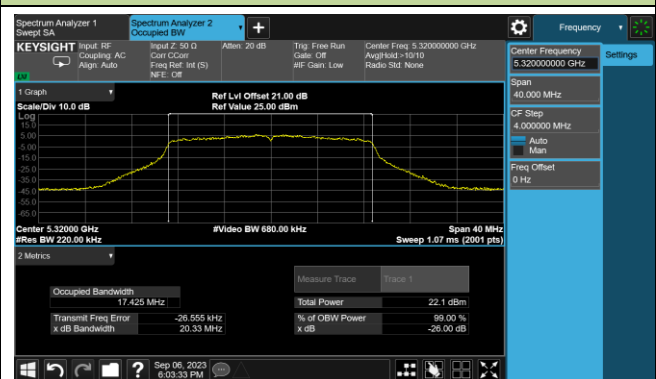 Spectrum Analyzer 1
Swept SA
Spectrum Analyzer 2
Occupied BW
Frequency
KEYSIGHT
Input: RF
Coupling: AC
Align: Auto
Input Z: 50 Ω
Corr CCorr
Freq Ref: Int (S)
NFE: Off
Atten: 20 dB
Trig: Free Run
Gate: Off
#IF Gain: Low
Center Freq: 5.320000000 GHz
Avg|Hold:>10/10
Radio Std: None
LXI
Center Frequency
5.320000000 GHz
Settings
Span
40.000 MHz
CF Step
4.000000 MHz
Auto
Man
Freq Offset
0 Hz
1 Graph
Scale/Div 10.0 dB
Ref Lvl Offset 21.00 dB
Ref Value 25.00 dBm
Log
15.0
5.00
-5.00
-15.0
-25.0
-35.0
-45.0
-55.0
-65.0
Center 5.32000 GHz
#Res BW 220.00 kHz
#Video BW 680.00 kHz
Span 40 MHz
Sweep 1.07 ms (2001 pts)
2 Metrics
Measure Trace
Trace 1
Occupied Bandwidth
17.425 MHz
Total Power
22.1 dBm
Transmit Freq Error
-26.555 kHz
% of OBW Power
99.00 %
x dB Bandwidth
20.33 MHz
x dB
-26.00 dB
Sep 06, 2023
6:03:33 PM